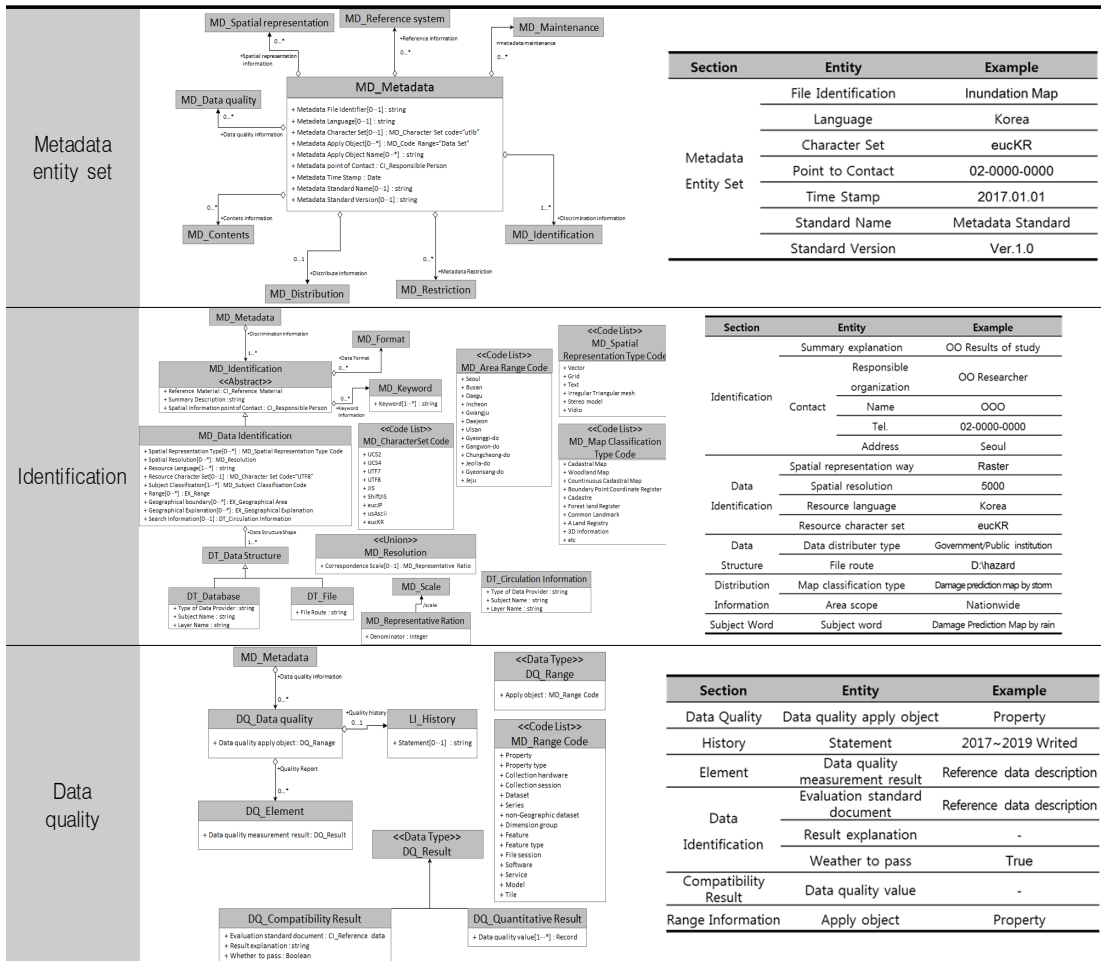 Metadata
entity set
MD_Spatial representation
MD_Reference system
MD_Maintenance
0...*
+Spatial representation
information
0...*
+Reference information
+metadata maintenance
0...*
MD_Metadata
+ Metadata File Identifier[0--1] : string
+ Metadata Language[0--1] : string
+ Metadata Character Set[0--1] : MD_Character Set code="utlb"
+ Metadata Apply Object[0--*] : MD_Code Range="Data Set"
+ Metadata Apply Object Name[0--*] : string
+ Metadata point of Contact : CI_Responsible Person
+ Metadata Time Stamp : Date
+ Metadata Standard Name[0--1] : string
+ Metadata Standard Version[0--1] : string
MD_Data quality
0...*
+Data quality information
0...*
+Contets information
MD_Contents
0...1
+Distribute information
MD_Distribution
0...*
+Metadata Restriction
MD_Restriction
1...*
+Discrimination information
MD_Identification
Section Entity Example
Metadata
Entity Set
File Identification Inundation Map
Language Korea
Character Set eucKR
Point to Contact 02-0000-0000
Time Stamp 2017.01.01
Standard Name Metadata Standard
Standard Version Ver.1.0
Identification
MD_Metadata
+Discrimination information
1...*
MD_Identification
<<Abstract>>
+ Reference Material : CI_Reference Material
+ Summary Description : string
+ Spatial Information point of Contact : CI_Responsible Person
MD_Format
+Data Format
0...*
MD_Keyword
+ Keyword[1--*] : string
0...*
+Keyword
Information
MD_Data Identification
+ Spatial Representation Type[0--*] : MD_Spatial Representation Type Code
+ Spatial Resolution[0--*] : MD_Resolution
+ Resource Language[1--*] : string
+ Resource Character Set[0--1] : MD_Character Set Code="UTF8"
+ Subject Classification[1--*] : MD_Subject Classification Code
+ Range[0--*] : EX_Range
+ Geographical boundary[0--*] : EX_Geographical Area
+ Geographical Explanation[0--*] : EX_Geographical Explanation
+ Search Information[0--1] : DT_Circulation Information
<<Code List>>
MD_CharacterSet Code
+ UCS2
+ UCS4
+ UTF7
+ UTF8
+ JIS
+ ShiftJIS
+ eucJP
+ usAscii
+ eucKR
<<Code List>>
MD_Area Range Code
+ Seoul
+ Busan
+ Daegu
+ Incheon
+ Gwangju
+ Daejeon
+ Ulsan
+ Gyeonggi-do
+ Gangwon-do
+ Chungcheong-do
+ Jeolla-do
+ Gyeonsang-do
+ Jeju
<<Code List>>
MD_Spatial
Representation Type Code
+ Vector
+ Grid
+ Text
+ Irregular Triangular mesh
+ Stereo model
+ Vidio
<<Code List>>
MD_Map Classification
Type Code
+ Cadastral Map
+ Woodland Map
+ Continuous Cadastral Map
+ Boundary Point Coordinate Register
+ Cadastre
+ Forest land Register
+ Common Landmark
+ A Land Registry
+ 3D Information
+ etc
+Data Structure Shape
1...*
DT_Data Structure
DT_Database
+ Type of Data Provider : string
+ Subject Name : string
+ Layer Name : string
DT_File
+ File Route : string
<<Union>>
MD_Resolution
+ Correspondence Scale[0--1] : MD_Representative Ratio
MD_Scale
/scale
MD_Representative Ration
+ Denominator : Integer
DT_Circulation Information
+ Type of Data Provider : string
+ Subject Name : string
+ Layer Name : string
Section Entity Example
Identification
Summary explanation OO Results of study
Contact
Responsible
organization
OO Researcher
Name OOO
Tel. 02-0000-0000
Address Seoul
Data
Identification
Spatial representation way Raster
Spatial resolution 5000
Resource language Korea
Resource character set eucKR
Data
Structure
Data distributer type Government/Public institution
File route D:\hazard
Distribution
Information
Map classification type Damage prediction map by storm
Area scope Nationwide
Subject Word Subject word Damage Prediction Map by rain
Data
quality
MD_Metadata
+Data quality information
0...*
DQ_Data quality
+ Data quality apply object : DQ_Ranage
+Quality history
0...1
LI_History
+ Statement[0--1] : string
+Quality Report
0...*
DQ_Element
+ Data quality measurement result : DQ_Result
<<Data Type>>
DQ_Result
DQ_Compatibility Result
+ Evaluation standard document : CI_Reference data
+ Result explanation : string
+ Whether to pass : Boolean
DQ_Quantitative Result
+ Data quality value[1--*] : Record
<<Data Type>>
DQ_Range
+ Apply object : MD_Range Code
<<Code List>>
MD_Range Code
+ Property
+ Property type
+ Collection hardware
+ Collection session
+ Dataset
+ Series
+ non-Geographic dataset
+ Dimension group
+ Feature
+ Feature type
+ File session
+ Software
+ Service
+ Model
+ Tile
Section Entity Example
Data Quality Data quality apply object Property
History Statement 2017~2019 Writed
Element Data quality
measurement result Reference data description
Data
Identification
Evaluation standard
document Reference data description
Result explanation -
Weather to pass True
Compatibility
Result Data quality value -
Range Information Apply object Property